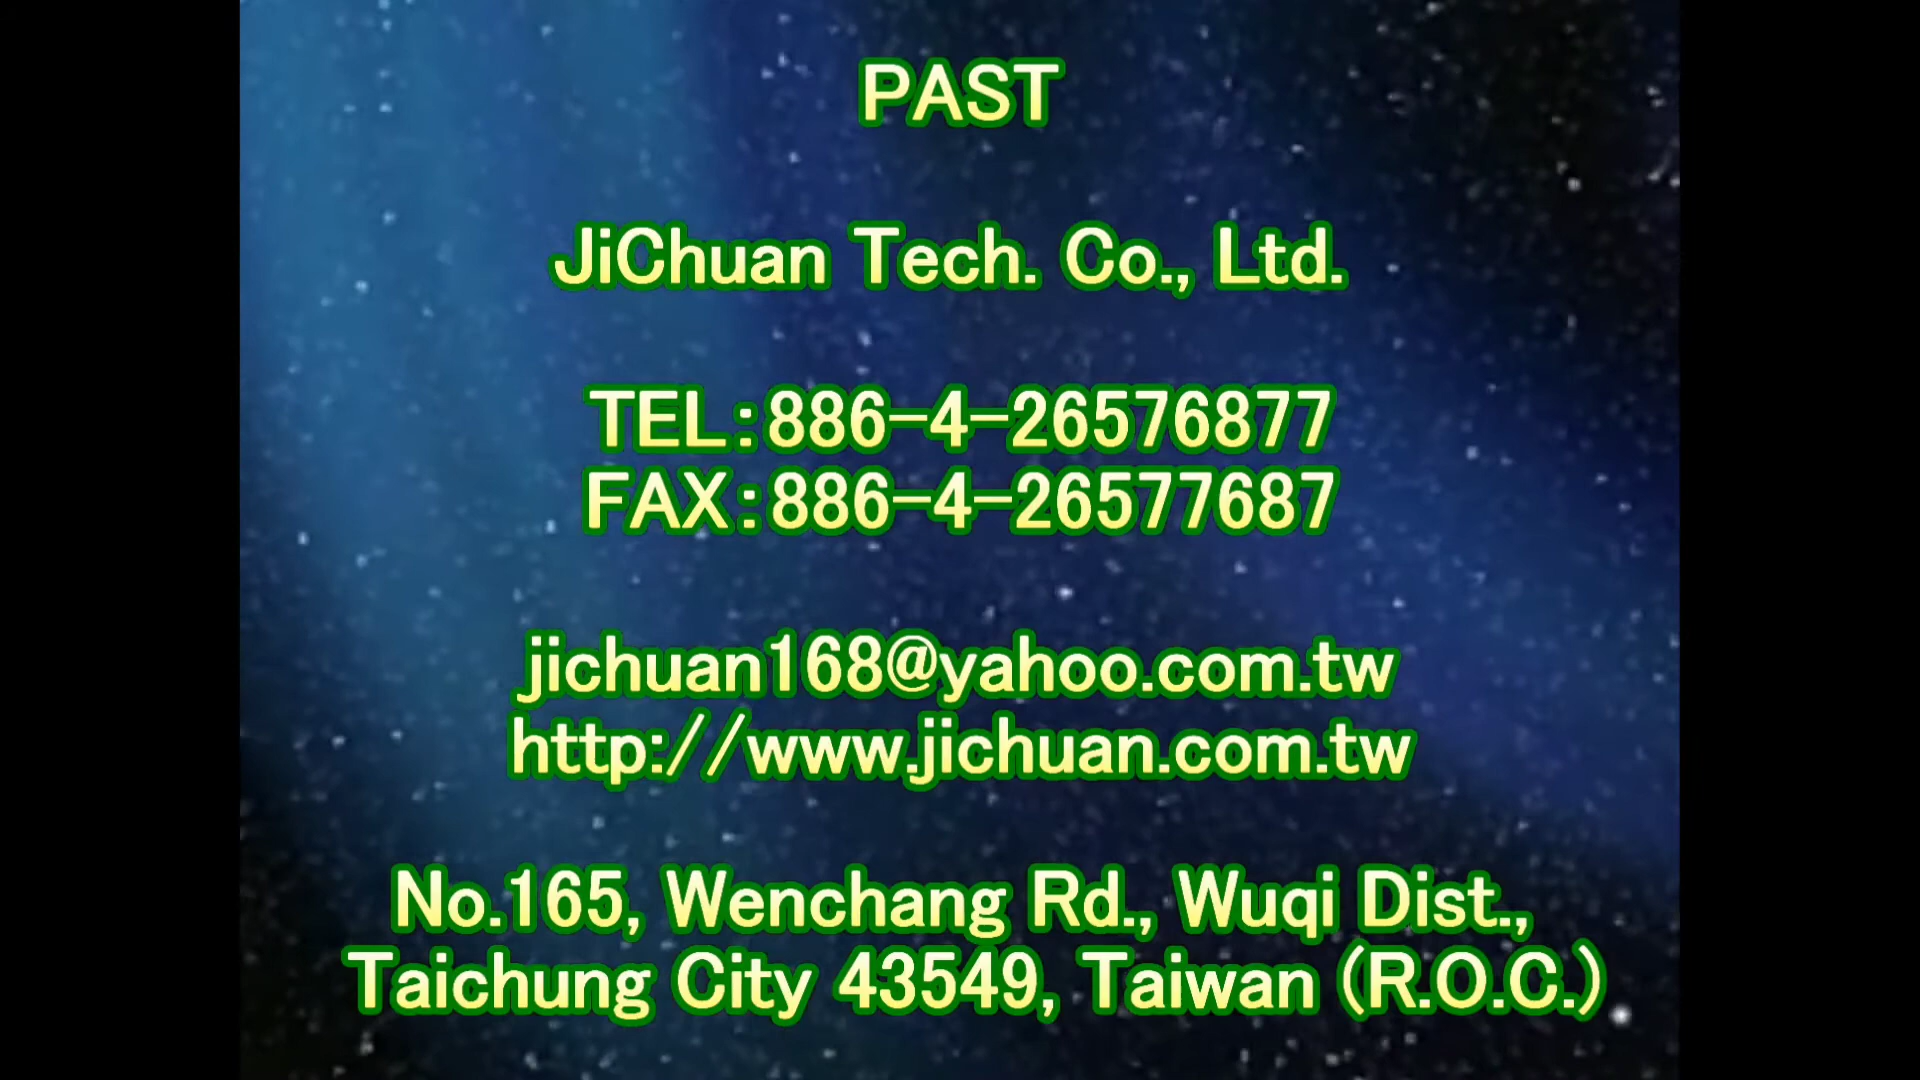 PAST
JiChuan Tech. Co., Ltd.
TEL:886-4-26576877
FAX:886-4-26577687
jichuan168@yahoo.com.tw
http://www.jichuan.com.tw
No.165, Wenchang Rd., Wuqi Dist.,
Taichung City 43549, Taiwan (R.O.C.)